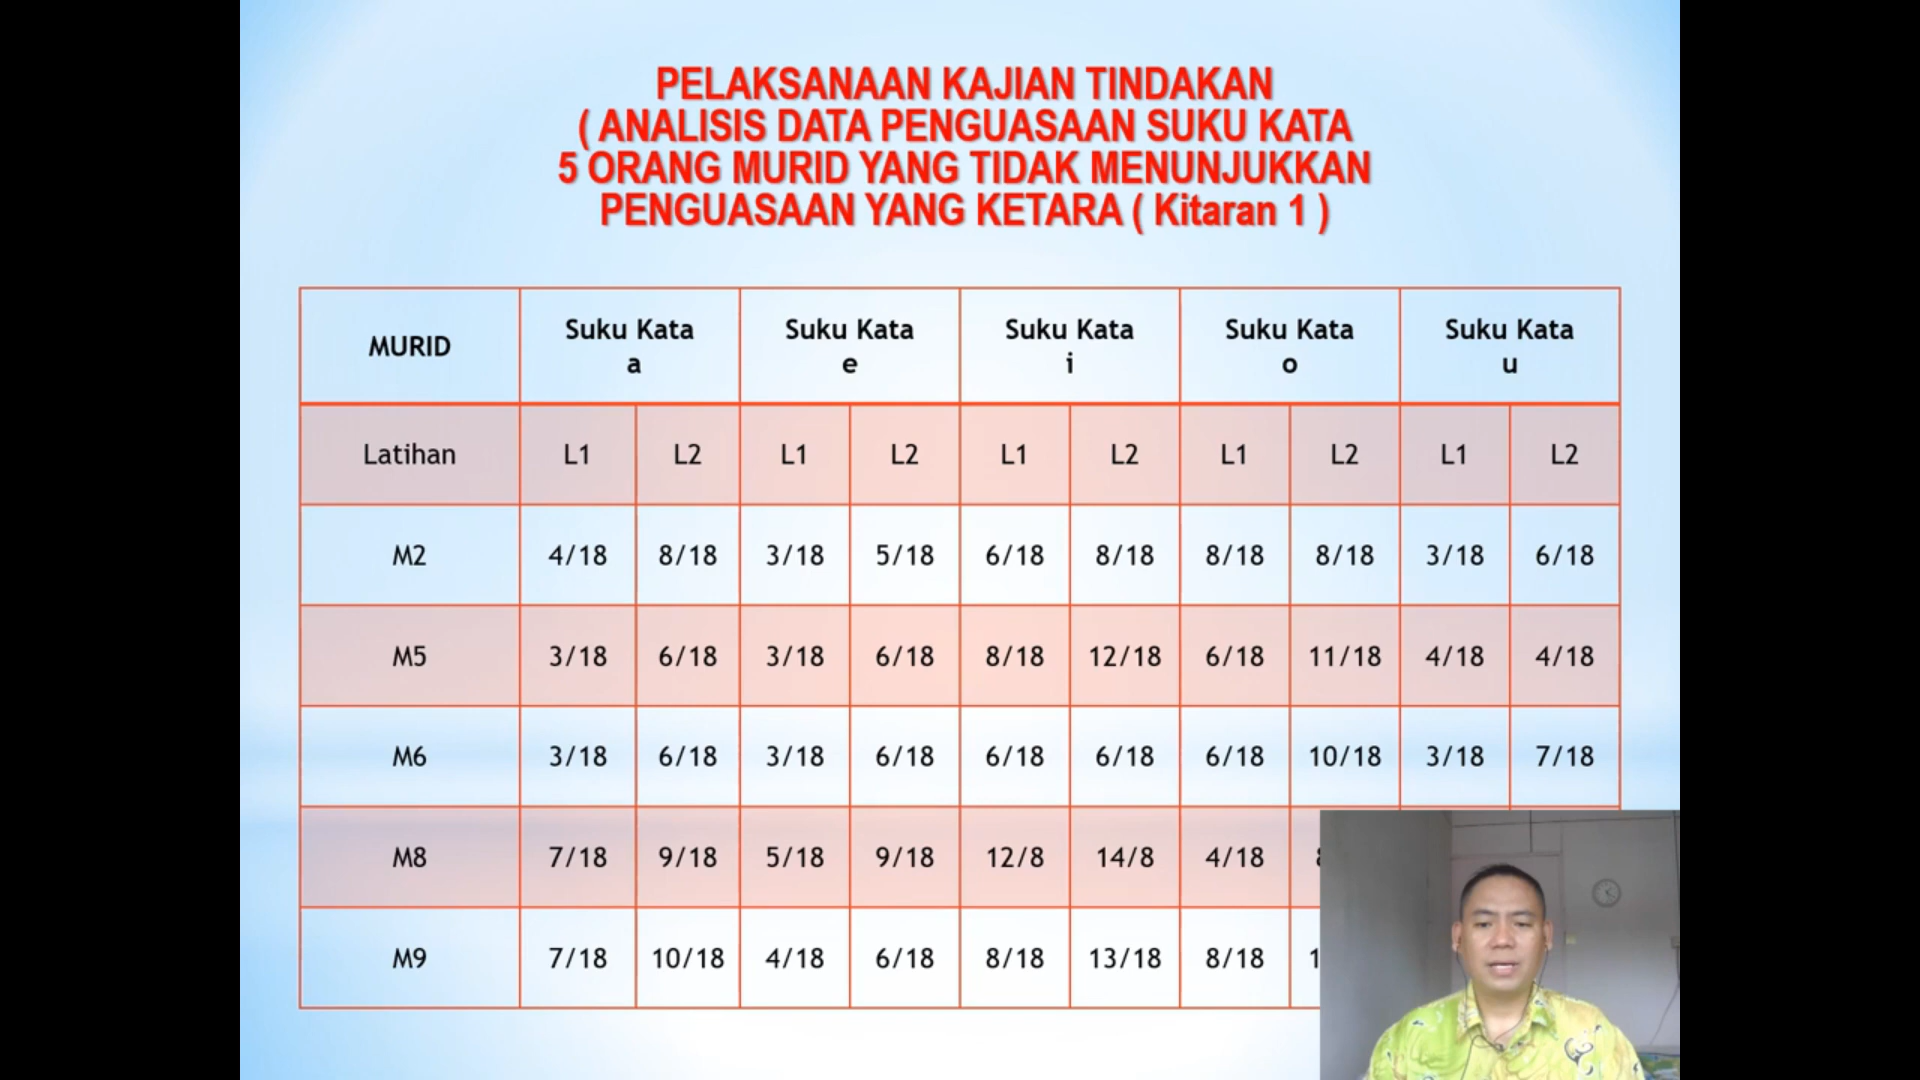 PELAKSANAAN KAJIAN TINDAKAN
( ANALISIS DATA PENGUASAAN SUKU KATA
5 ORANG MURID YANG TIDAK MENUNJUKKAN
PENGUASAAN YANG KETARA ( Kitaran 1 )
MURID Suku Kata a Suku Kata e Suku Kata i Suku Kata o Suku Kata u
Latihan L1 L2 L1 L2 L1 L2 L1 L2 L1 L2
M2 4/18 8/18 3/18 5/18 6/18 8/18 8/18 8/18 3/18 6/18
M5 3/18 6/18 3/18 6/18 8/18 12/18 6/18 11/18 4/18 4/18
M6 3/18 6/18 3/18 6/18 6/18 6/18 6/18 10/18 3/18 7/18
M8 7/18 9/18 5/18 9/18 12/8 14/8 4/18
M9 7/18 10/18 4/18 6/18 8/18 13/18 8/18